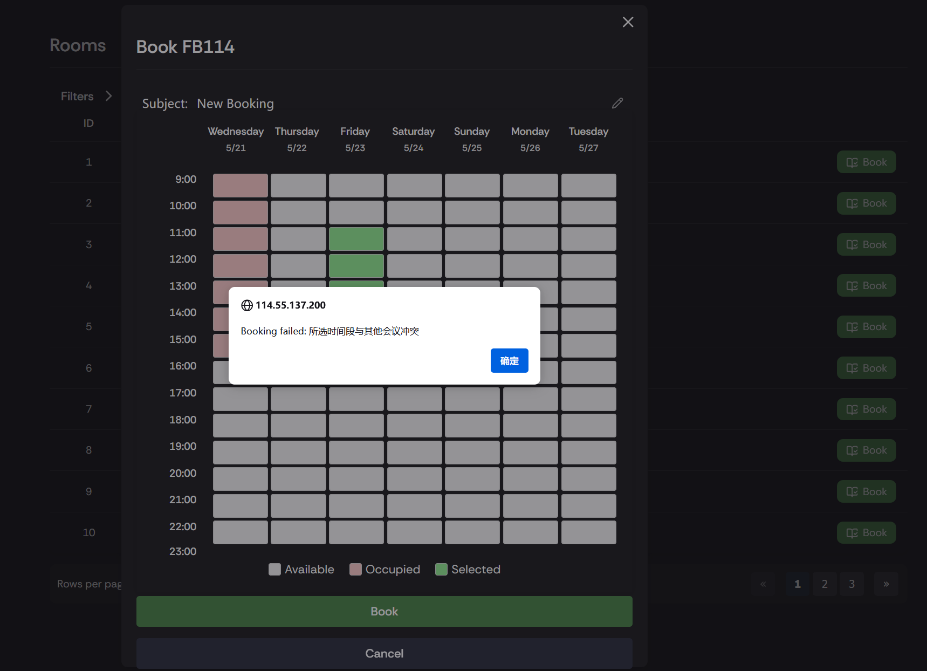 Rooms
Book FB114
Filters
ID
Subject: New Booking
Wednesday Thursday Friday Saturday Sunday Monday Tuesday
5/21 5/22 5/23 5/24 5/25 5/26 5/27
1 Book
2 Book
3 Book
4 Book
5 Book
6 Book
7 Book
8 Book
9 Book
10 Book
9:00
10:00
11:00
12:00
13:00
14:00
15:00
16:00
17:00
18:00
19:00
20:00
21:00
22:00
23:00
114.55.137.200
Booking failed: 所选时间段与其他会议冲突
确定
Available Occupied Selected
Rows per pag
« 1 2 3 »
Book
Cancel